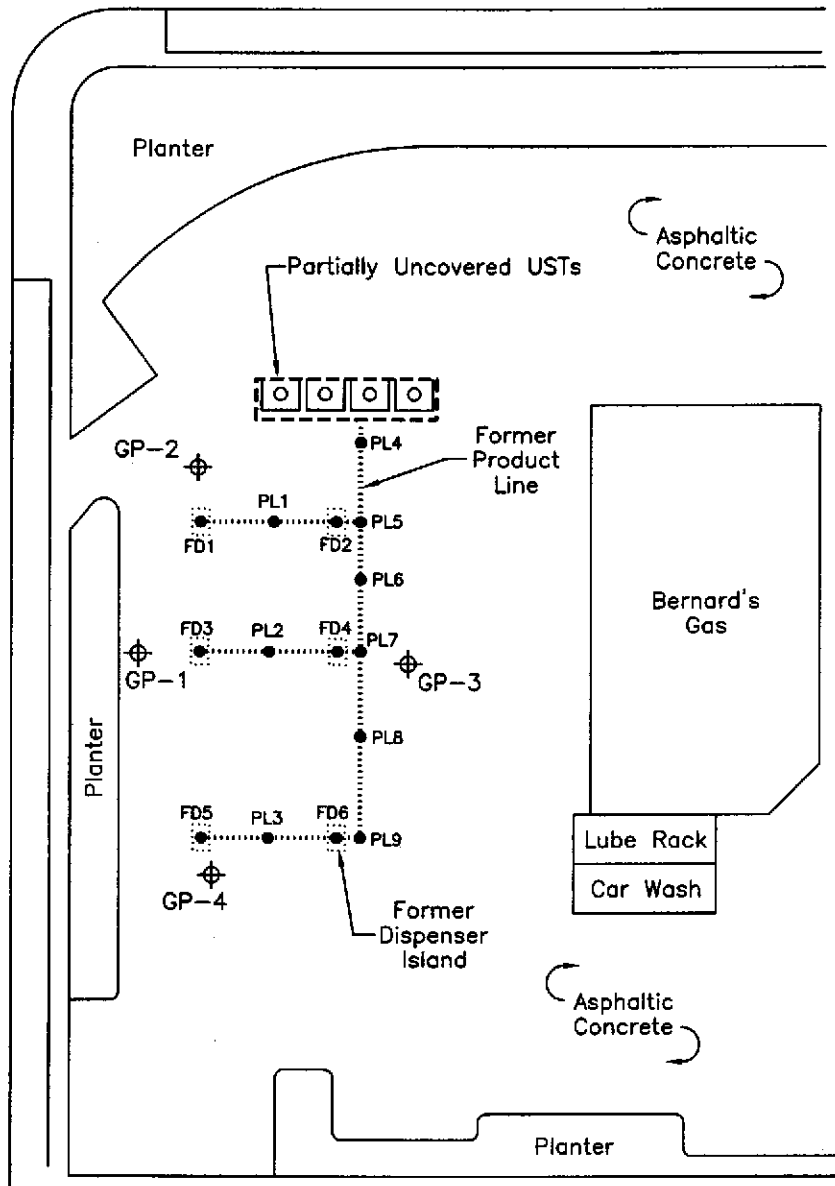 Planter
Asphaltic
Concrete
Partially Uncovered USTs
PL4
Former
Product
Line
GP-2
PL1
PL5
FD1
FD2
PL6
Bernard's
Gas
FD3
PL2
FD4
PL7
GP-1
GP-3
PL8
Planter
FD5
PL3
FD6
PL9
Lube Rack
GP-4
Car Wash
Former
Dispenser
Island
Asphaltic
Concrete
Planter